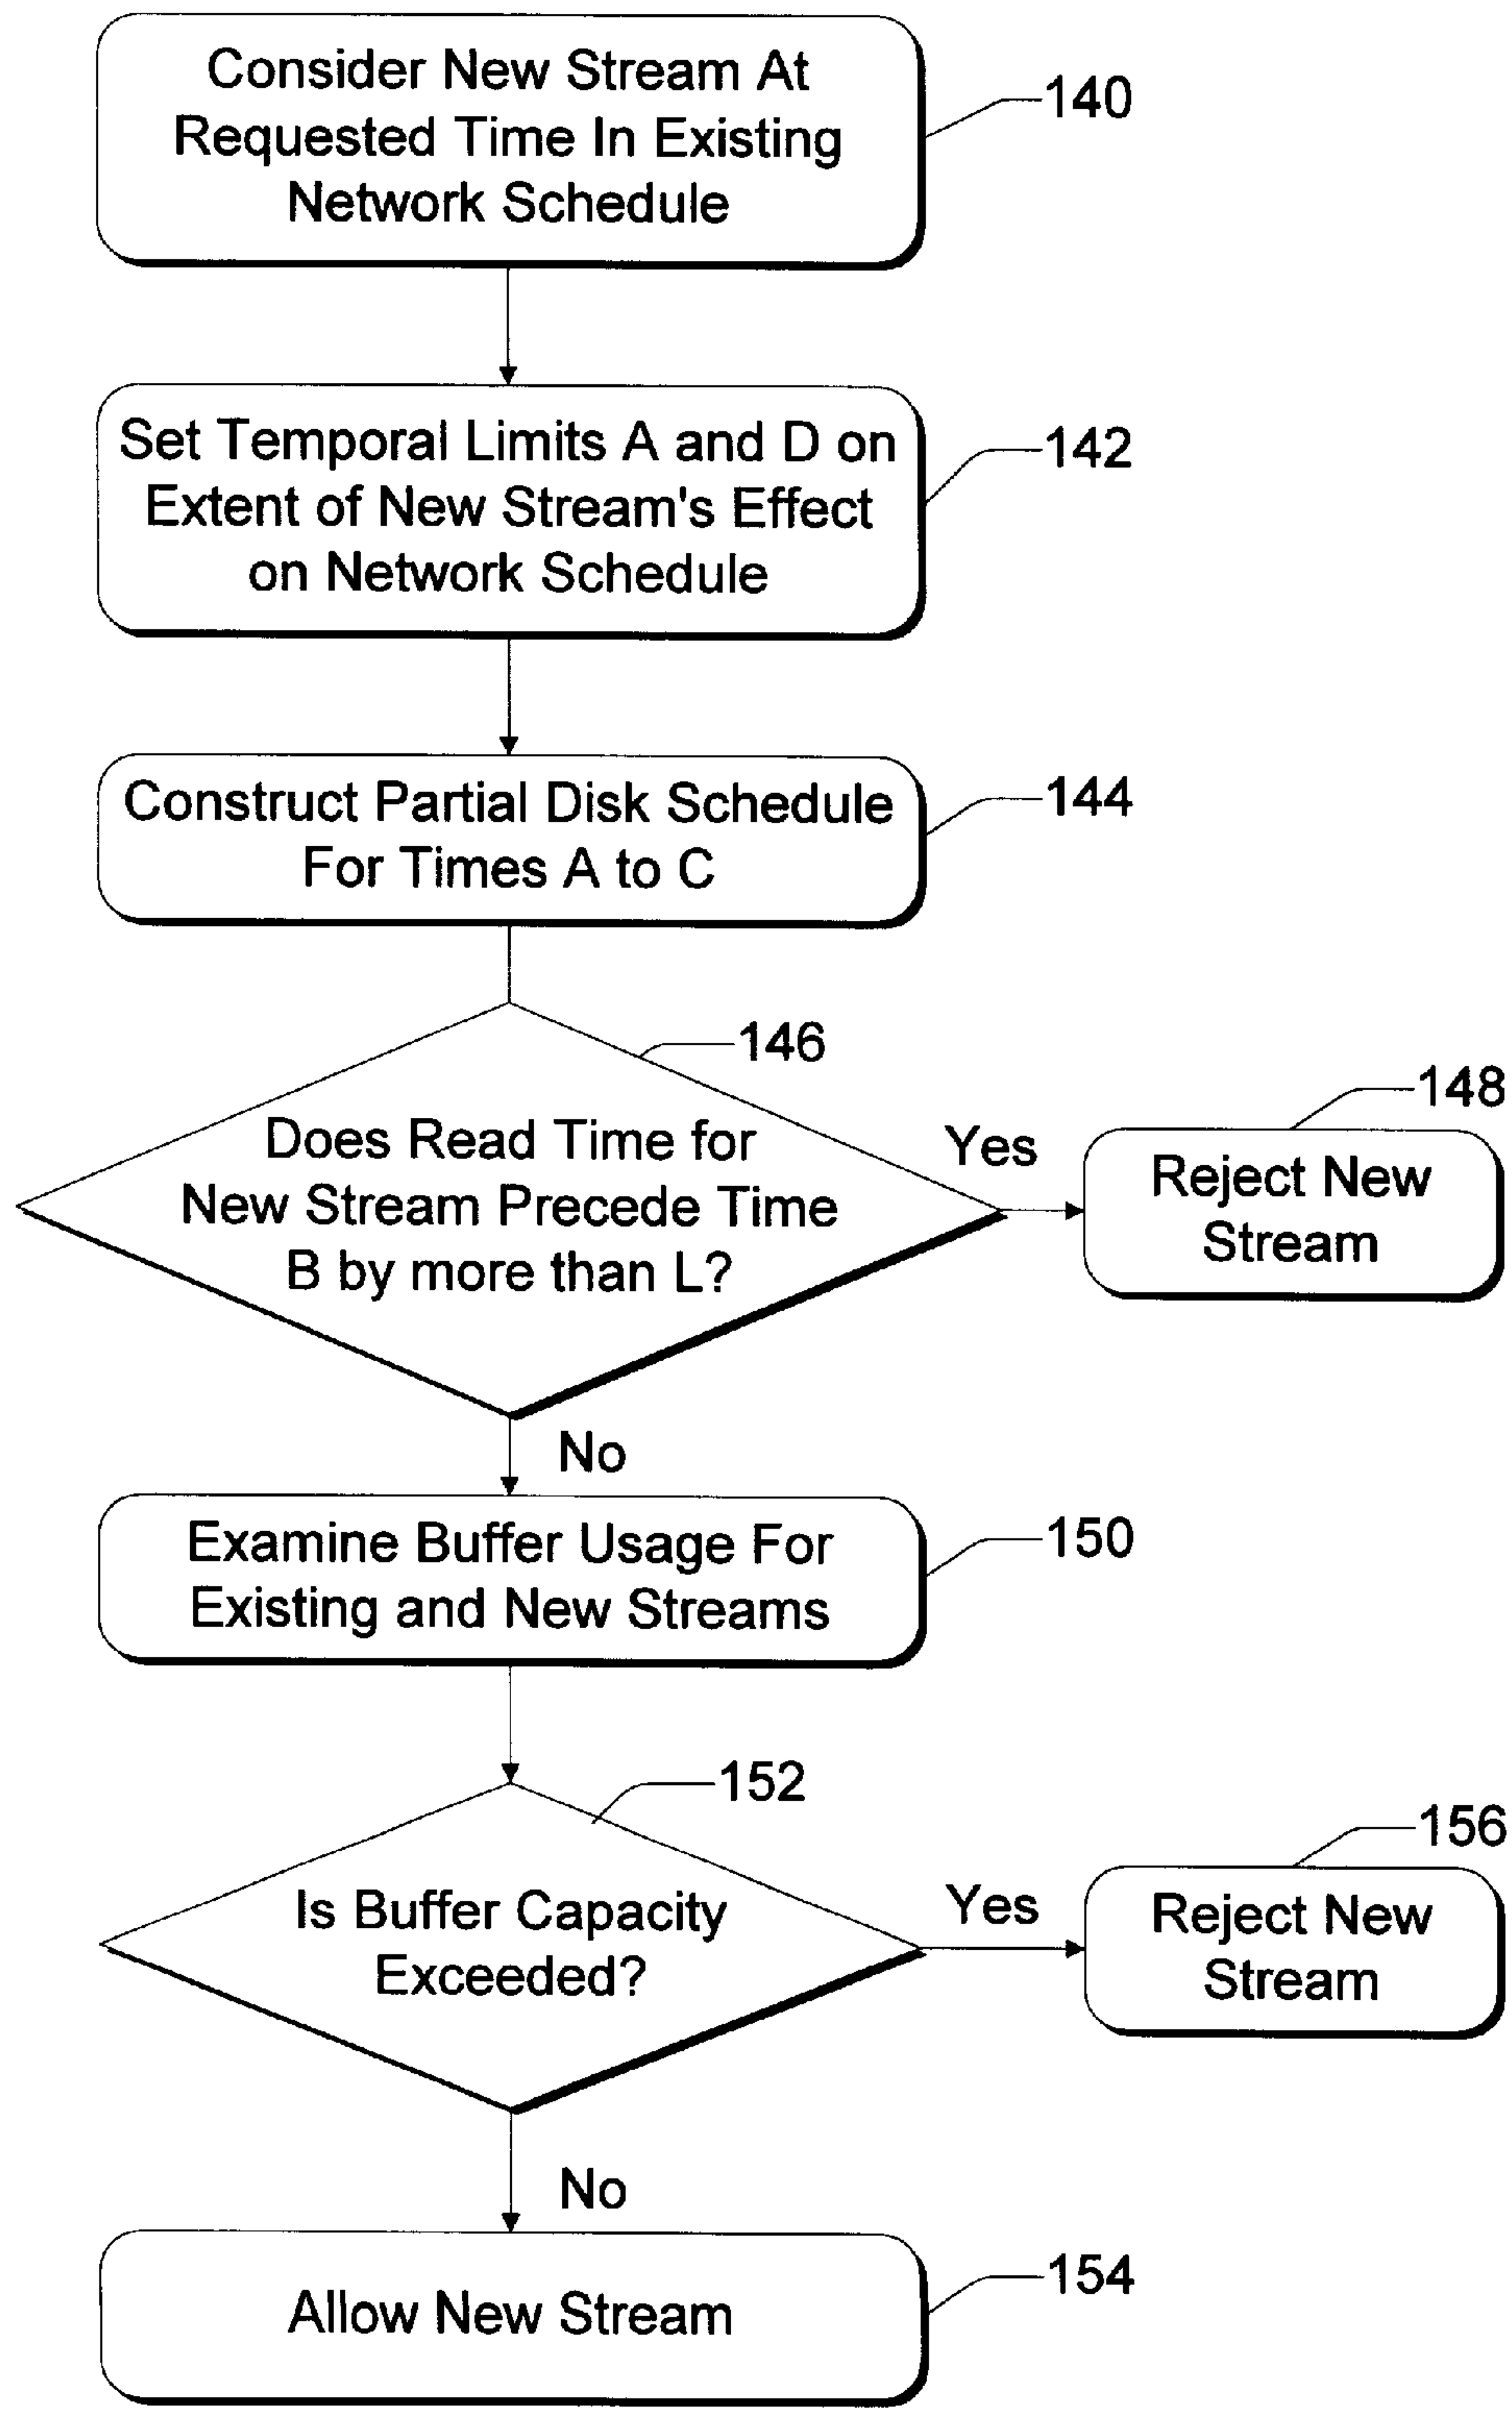 Consider New Stream At
Requested Time In Existing
Network Schedule
140
Set Temporal Limits A and D on
Extent of New Stream's Effect
on Network Schedule
142
Construct Partial Disk Schedule
For Times A to C
144
146
Does Read Time for
New Stream Precede Time
B by more than L?
Yes
148
Reject New
Stream
No
Examine Buffer Usage For
Existing and New Streams
150
152
Is Buffer Capacity
Exceeded?
Yes
156
Reject New
Stream
No
Allow New Stream
154